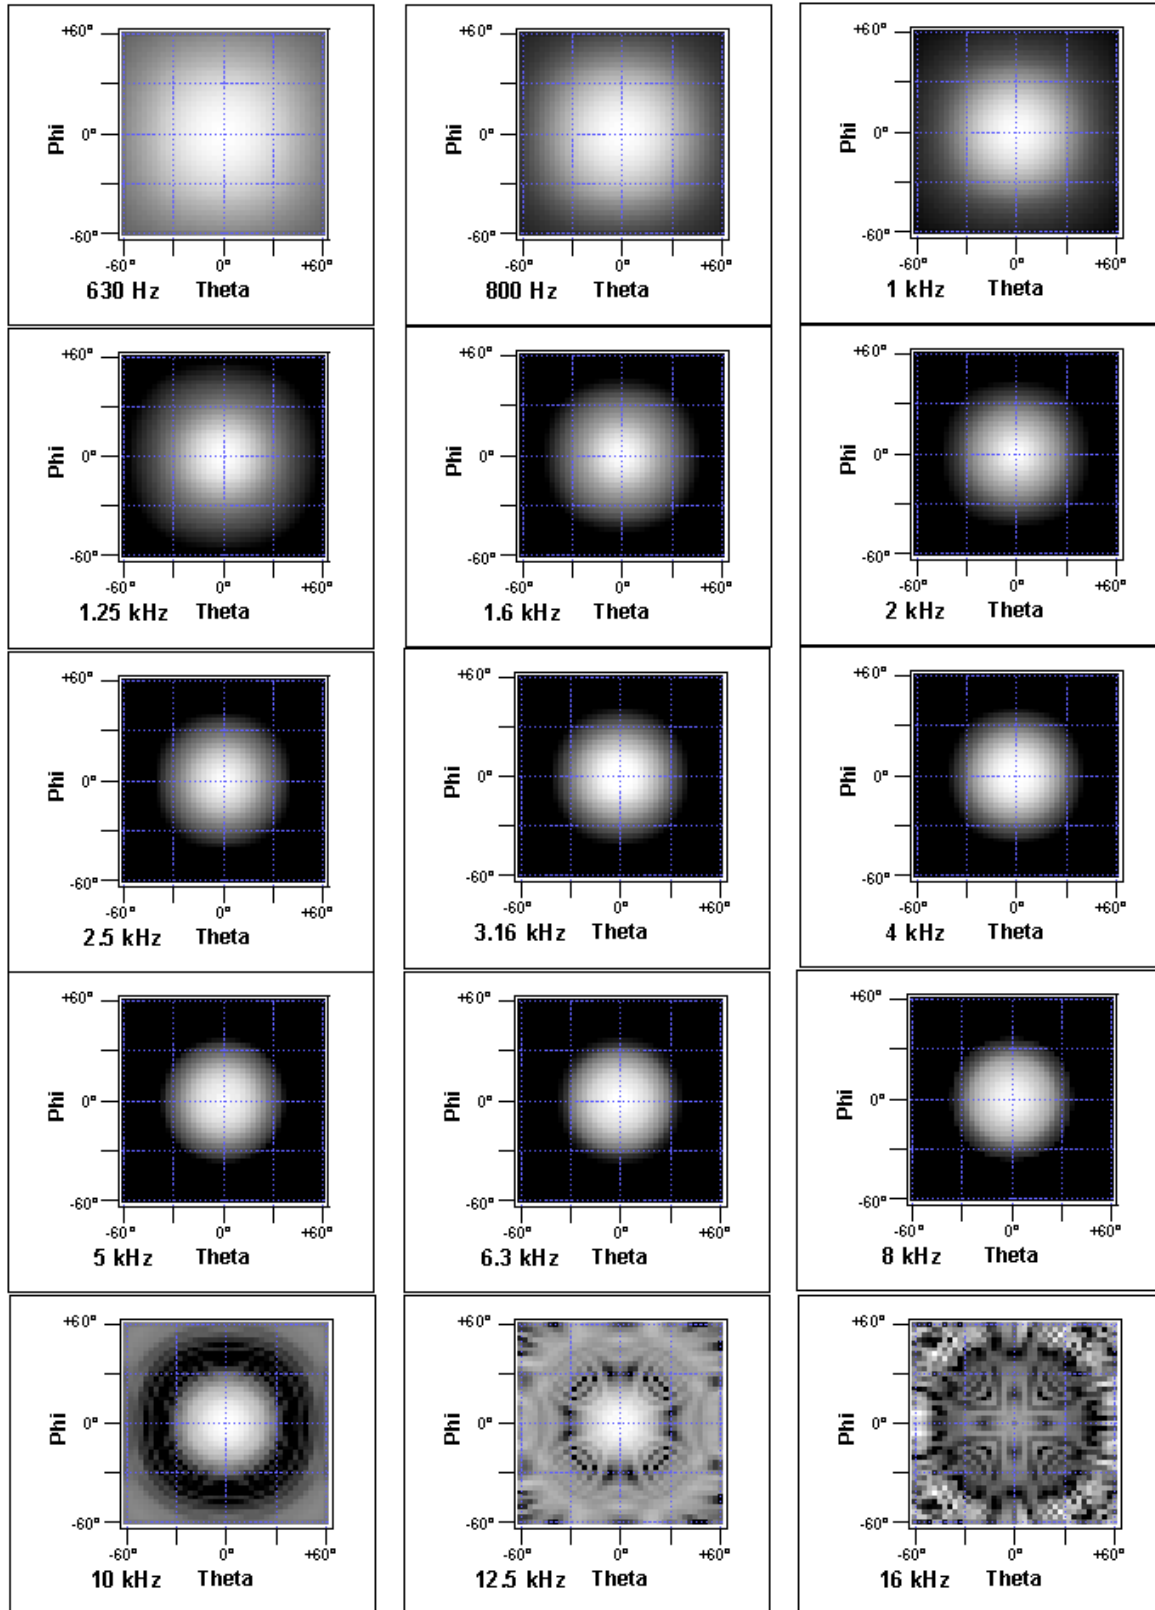 +60°
Phi
0°
-60°
-60° 0° +60°
630 Hz Theta
+60°
Phi
0°
-60°
-60° 0° +60°
800 Hz Theta
+60°
Phi
0°
-60°
-60° 0° +60°
1 kHz Theta
+60°
Phi
0°
-60°
-60° 0° +60°
1.25 kHz Theta
+60°
Phi
0°
-60°
-60° 0° +60°
1.6 kHz Theta
+60°
Phi
0°
-60°
-60° 0° +60°
2 kHz Theta
+60°
Phi
0°
-60°
-60° 0° +60°
2.5 kHz Theta
+60°
Phi
0°
-60°
-60° 0° +60°
3.16 kHz Theta
+60°
Phi
0°
-60°
-60° 0° +60°
4 kHz Theta
+60°
Phi
0°
-60°
-60° 0° +60°
5 kHz Theta
+60°
Phi
0°
-60°
-60° 0° +60°
6.3 kHz Theta
+60°
Phi
0°
-60°
-60° 0° +60°
8 kHz Theta
+60°
Phi
0°
-60°
-60° 0° +60°
10 kHz Theta
+60°
Phi
0°
-60°
-60° 0° +60°
12.5 kHz Theta
+60°
Phi
0°
-60°
-60° 0° +60°
16 kHz Theta